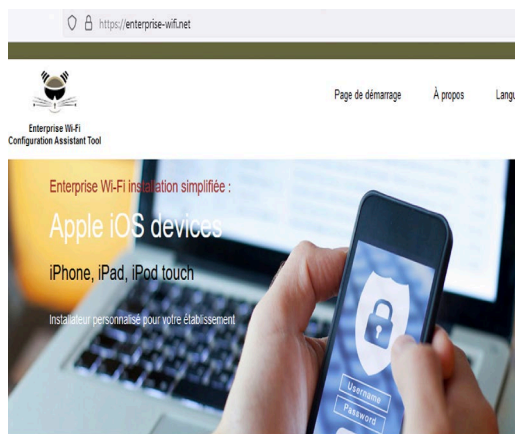 https://enterprise-wifi.net
Page de démarrage
À propos
Langu
Enterprise Wi-Fi
Configuration Assistant Tool
Enterprise Wi-Fi installation simplifiée :
Apple iOS devices
iPhone, iPad, iPod touch
Installateur personnalisé pour votre établissement
Username
Password